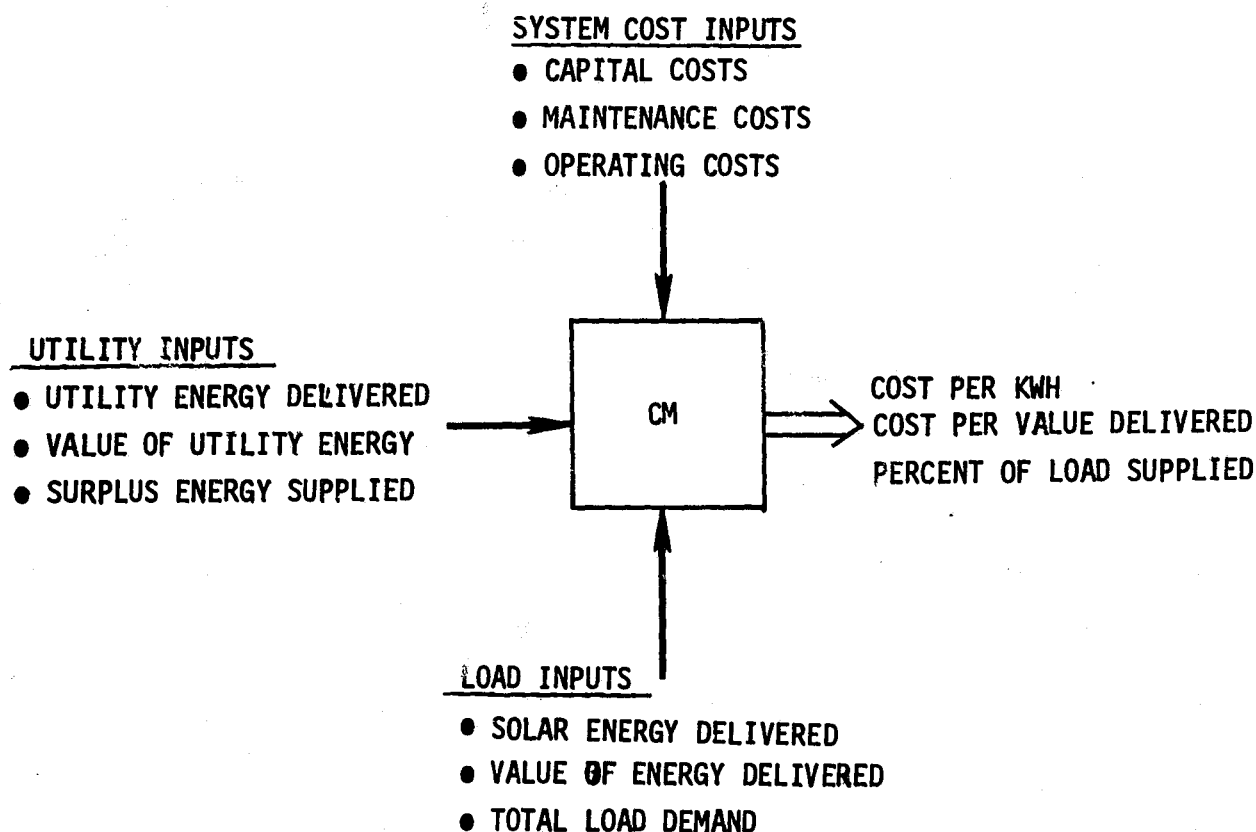 SYSTEM COST INPUTS
● CAPITAL COSTS
● MAINTENANCE COSTS
● OPERATING COSTS
UTILITY INPUTS
● UTILITY ENERGY DELIVERED
● VALUE OF UTILITY ENERGY
● SURPLUS ENERGY SUPPLIED
CM
COST PER KWH
COST PER VALUE DELIVERED
PERCENT OF LOAD SUPPLIED
LOAD INPUTS
● SOLAR ENERGY DELIVERED
● VALUE OF ENERGY DELIVERED
● TOTAL LOAD DEMAND